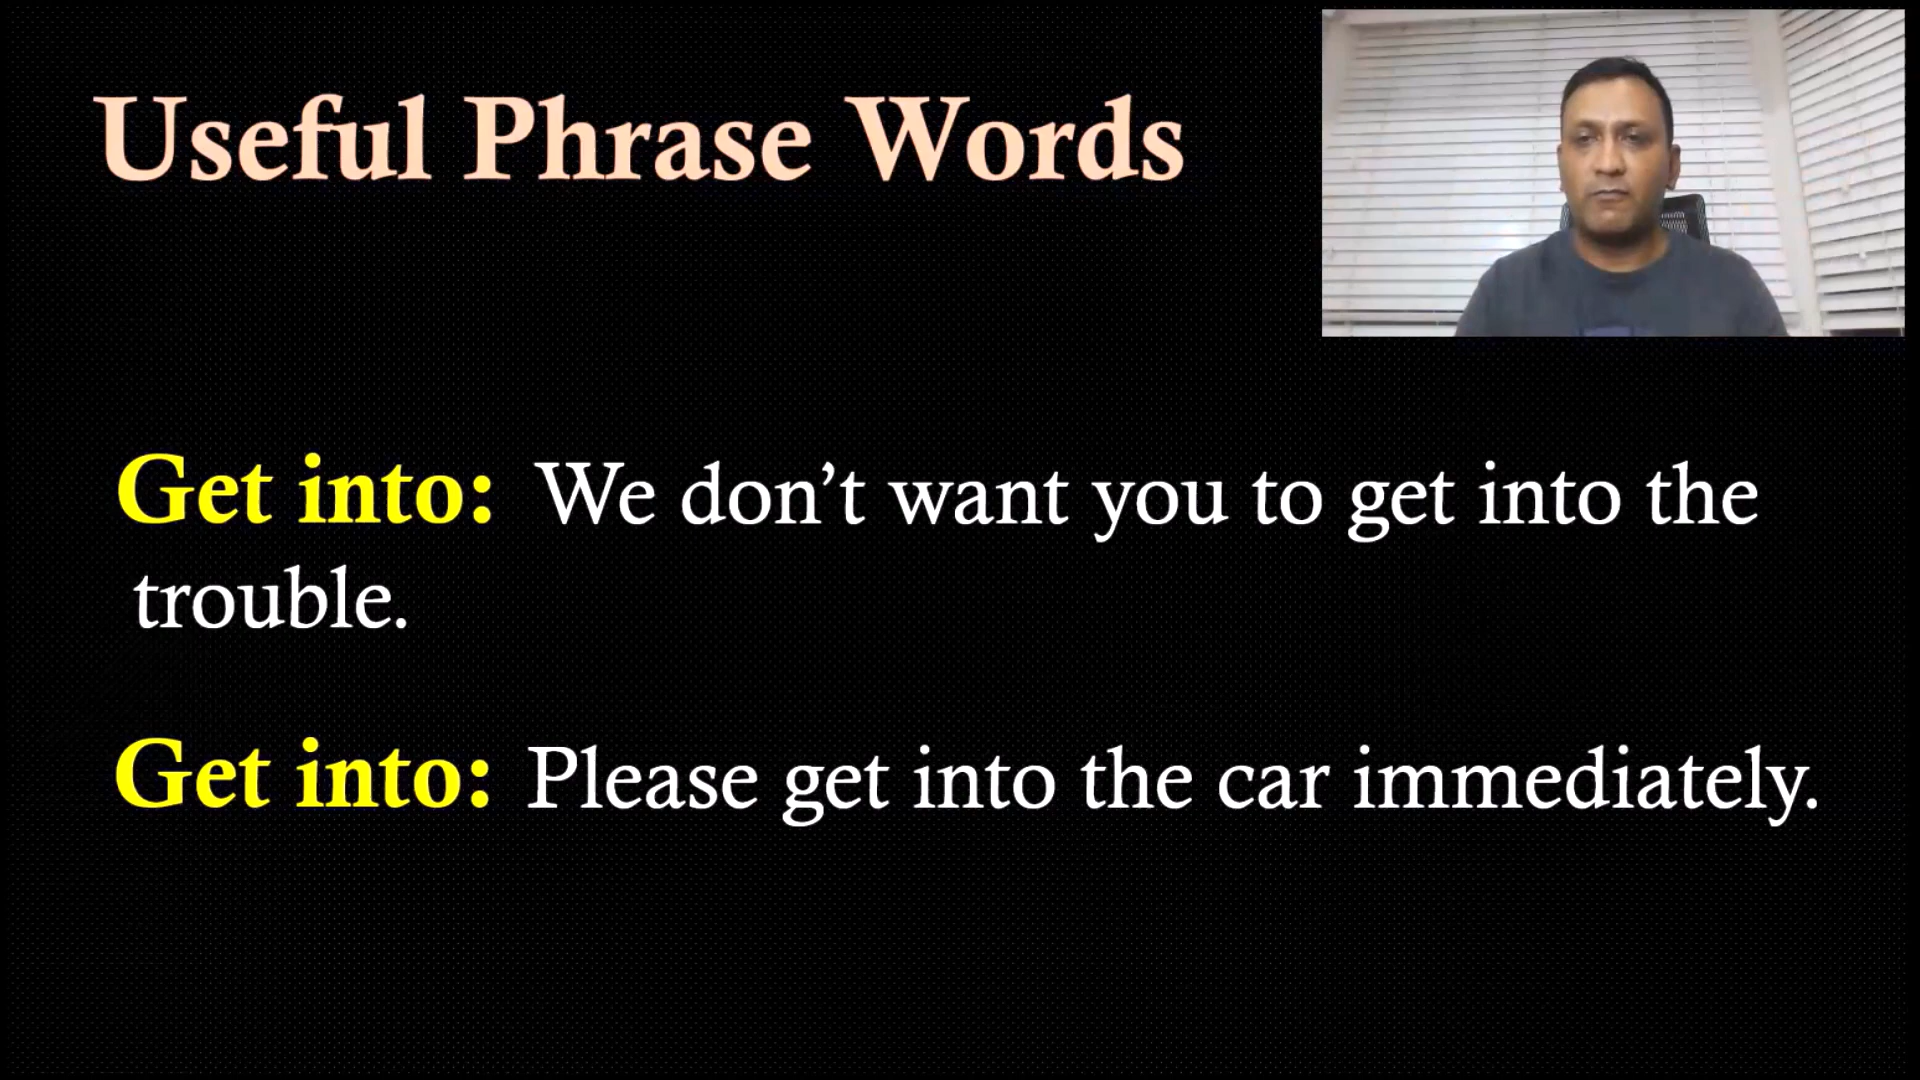 Useful Phrase Words
Get into: We don’t want you to get into the
trouble.
Get into: Please get into the car immediately.